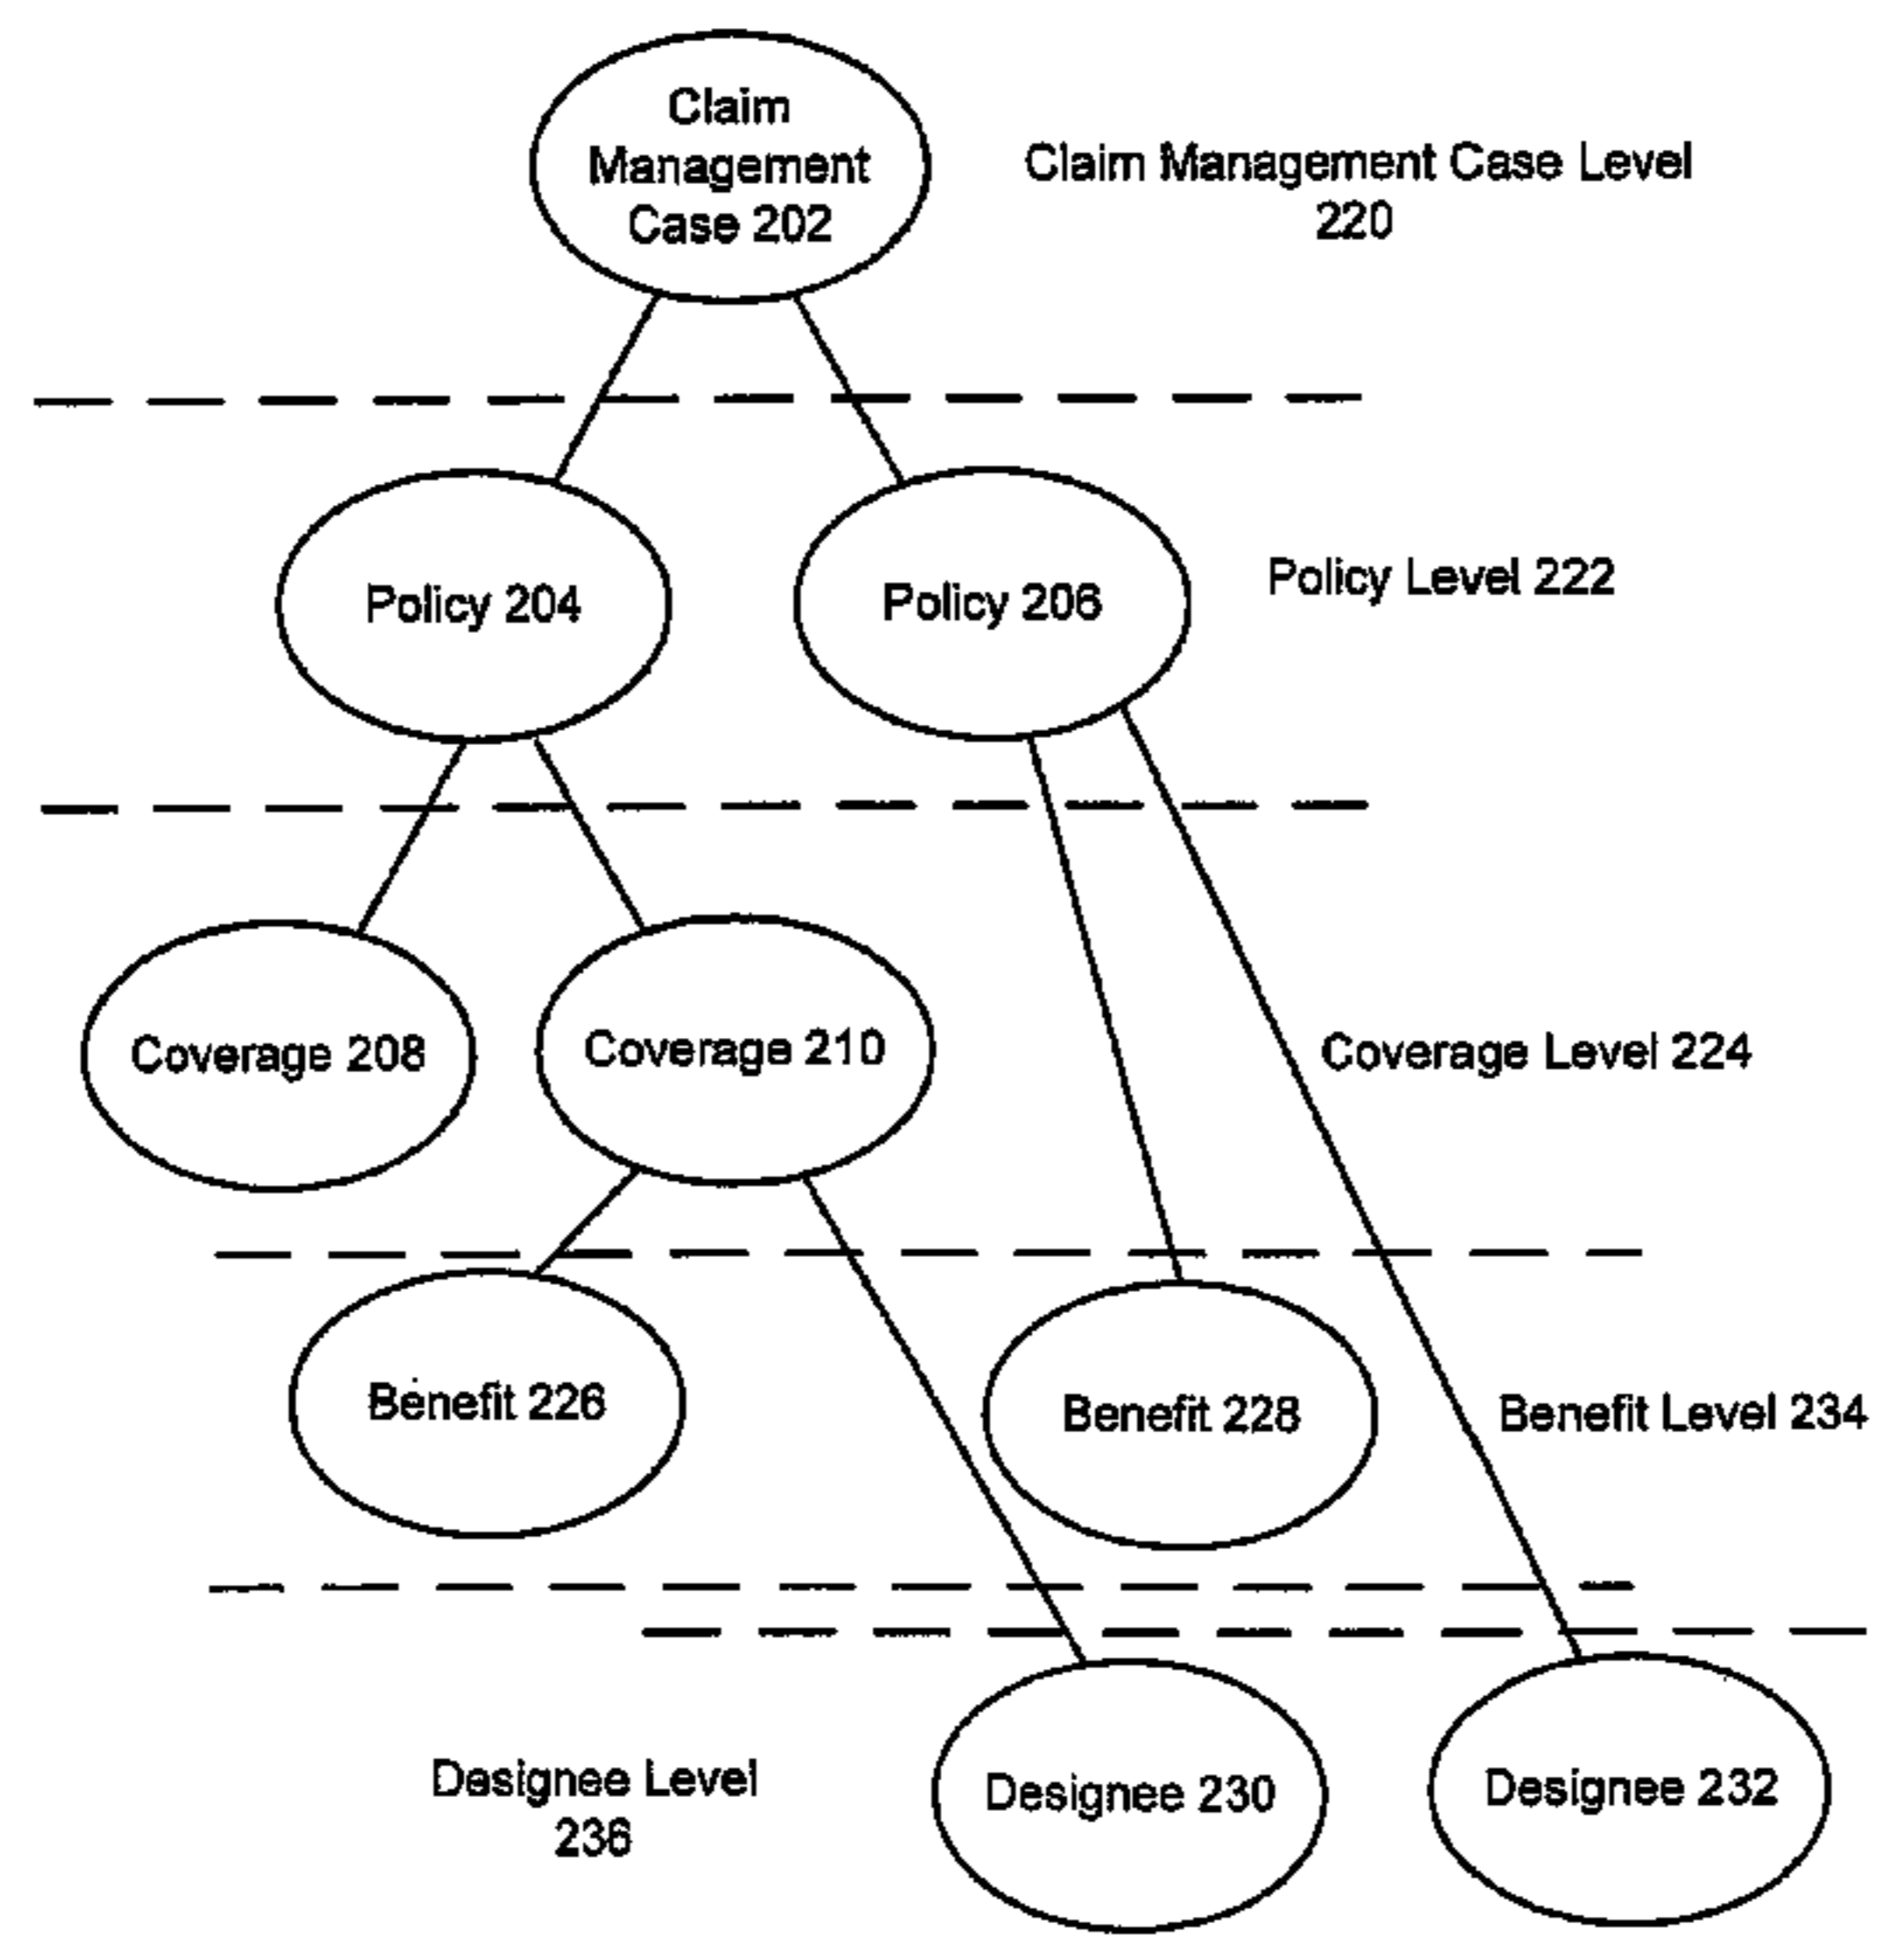 Claim
Management
Case 202
Claim Management Case Level
220
Policy 204
Policy 206
Policy Level 222
Coverage 208
Coverage 210
Coverage Level 224
Benefit 226
Benefit 228
Benefit Level 234
Designee Level
236
Designee 230
Designee 232